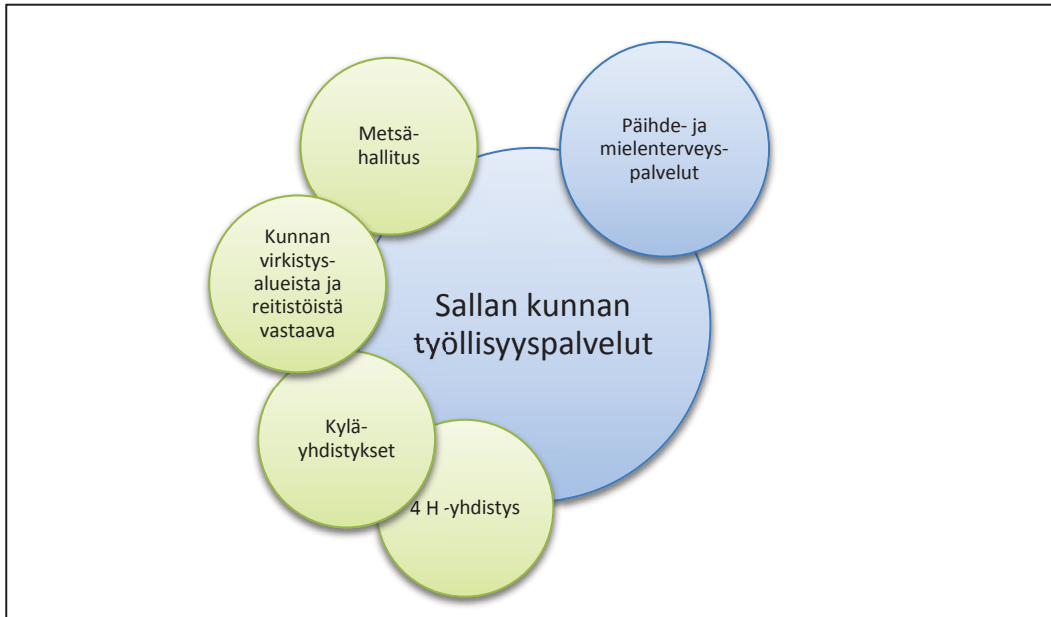 Metsä-
hallitus
Päihde- ja
mielenterveys-
palvelut
Kunnan
virkistys-
alueista ja
reitistöistä
vastaava
Sallan kunnan
työllisyyspalvelut
Kylä-
yhdistykset
4 H -yhdistys